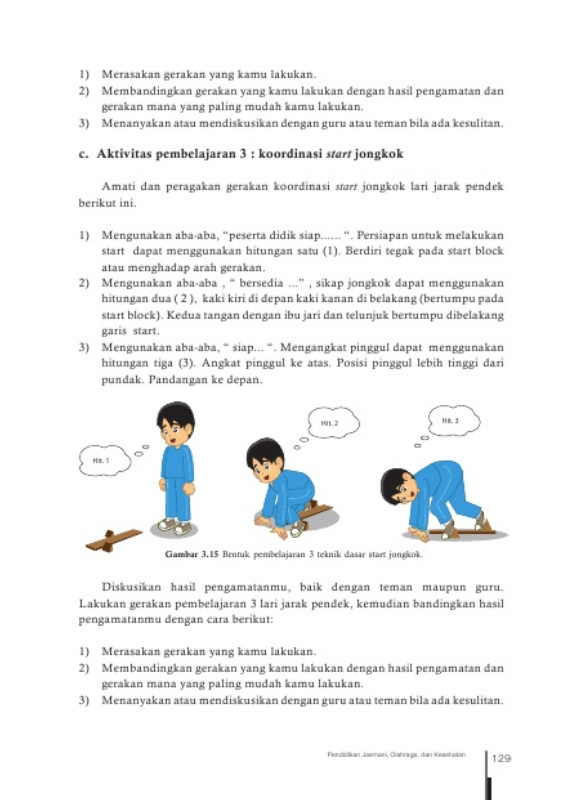 1) Merasakan gerakan yang kamu lakukan.
2) Membandingkan gerakan yang kamu lakukan dengan hasil pengamatan dan
gerakan mana yang paling mudah kamu lakukan.
3) Menanyakan atau mendiskusikan dengan guru atau teman bila ada kesulitan.
c. Aktivitas pembelajaran 3 : koordinasi start jongkok
Amati dan peragakan gerakan koordinasi start jongkok lari jarak pendek
berikut ini.
1) Mengunakan aba-aba, “peserta didik siap...... “. Persiapan untuk melakukan
start dapat menggunakan hitungan satu (1). Berdiri tegak pada start block
atau menghadap arah gerakan.
2) Mengunakan aba-aba , “ bersedia ...” , sikap jongkok dapat menggunakan
hitungan dua ( 2 ), kaki kiri di depan kaki kanan di belakang (bertumpu pada
start block). Kedua tangan dengan ibu jari dan telunjuk bertumpu dibelakang
garis start.
3) Mengunakan aba-aba, “ siap... “. Mengangkat pinggul dapat menggunakan
hitungan tiga (3). Angkat pinggul ke atas. Posisi pinggul lebih tinggi dari
pundak. Pandangan ke depan.
Hit. 1
Hit. 2
Hit. 3
Gambar 3.15 Bentuk pembelajaran 3 teknik dasar start jongkok.
Diskusikan hasil pengamatanmu, baik dengan teman maupun guru.
Lakukan gerakan pembelajaran 3 lari jarak pendek, kemudian bandingkan hasil
pengamatanmu dengan cara berikut:
1) Merasakan gerakan yang kamu lakukan.
2) Membandingkan gerakan yang kamu lakukan dengan hasil pengamatan dan
gerakan mana yang paling mudah kamu lakukan.
3) Menanyakan atau mendiskusikan dengan guru atau teman bila ada kesulitan.
Pendidikan Jasmani, Olahraga, dan Kesehatan
129